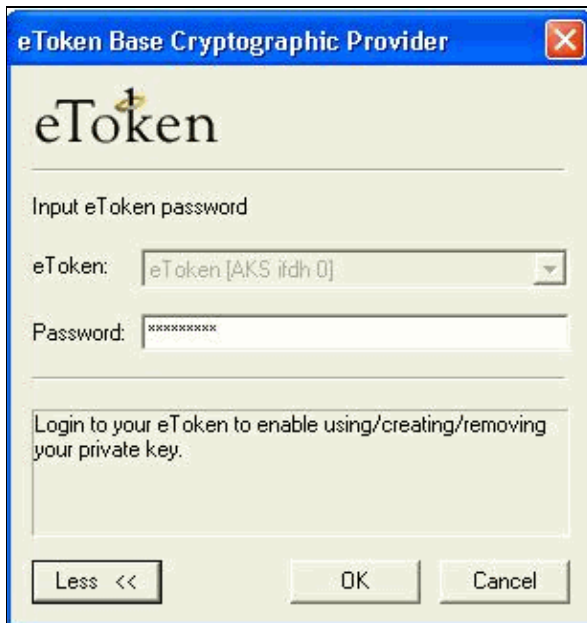 eToken Base Cryptographic Provider
eToken
Input eToken password
eToken: eToken [AKS ifdh 0]
Password: *********
Login to your eToken to enable using/creating/removing
your private key.
Less << OK Cancel